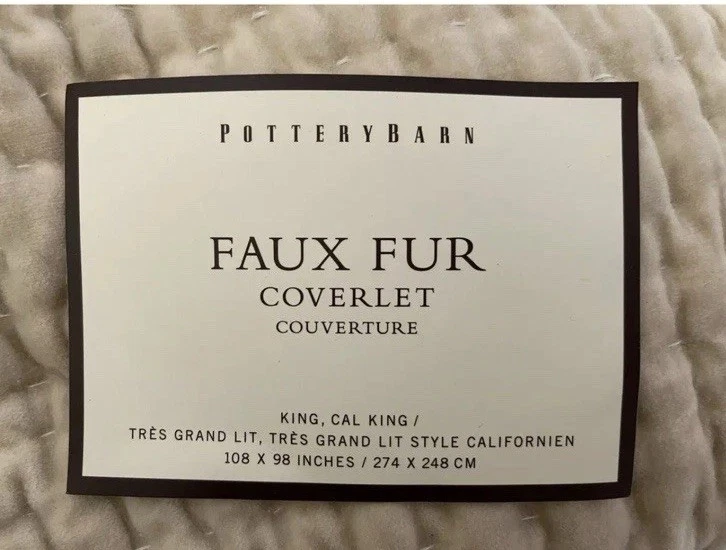 POTTERYBARN
FAUX FUR
COVERLET
COUVERTURE
KING, CAL KING /
TRÈS GRAND LIT, TRÈS GRAND LIT STYLE CALIFORNIEN
108 X 98 INCHES / 274 X 248 CM